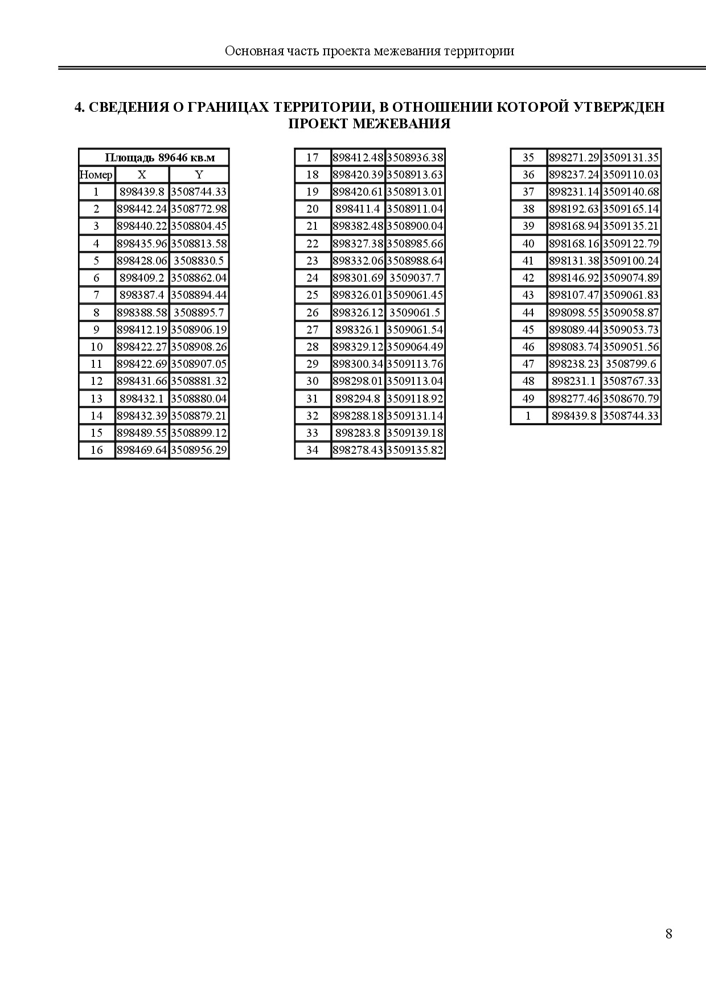 Основная часть проекта межевания территории
4. СВЕДЕНИЯ О ГРАНИЦАХ ТЕРРИТОРИИ, В ОТНОШЕНИИ КОТОРОЙ УТВЕРЖДЕН
ПРОЕКТ МЕЖЕВАНИЯ
Площадь 89646 кв.м
Номер X Y
1 898439.8 3508744.33
2 898442.24 3508772.98
3 898440.22 3508804.45
4 898435.96 3508813.58
5 898428.06 3508830.5
6 898409.2 3508862.04
7 898387.4 3508894.44
8 898388.58 3508895.7
9 898412.19 3508906.19
10 898422.27 3508908.26
11 898422.69 3508907.05
12 898431.66 3508881.32
13 898432.1 3508880.04
14 898432.39 3508879.21
15 898489.55 3508899.12
16 898469.64 3508956.29
17 898412.48 3508936.38
18 898420.39 3508913.63
19 898420.61 3508913.01
20 898411.4 3508911.04
21 898382.48 3508900.04
22 898327.38 3508985.66
23 898332.06 3508988.64
24 898301.69 3509037.7
25 898326.01 3509061.45
26 898326.12 3509061.5
27 898326.1 3509061.54
28 898329.12 3509064.49
29 898300.34 3509113.76
30 898298.01 3509113.04
31 898294.8 3509118.92
32 898288.18 3509131.14
33 898283.8 3509139.18
34 898278.43 3509135.82
35 898271.29 3509131.35
36 898237.24 3509110.03
37 898231.14 3509140.68
38 898192.63 3509165.14
39 898168.94 3509135.21
40 898168.16 3509122.79
41 898131.38 3509100.24
42 898146.92 3509074.89
43 898107.47 3509061.83
44 898098.55 3509058.87
45 898089.44 3509053.73
46 898083.74 3509051.56
47 898238.23 3508799.6
48 898231.1 3508767.33
49 898277.46 3508670.79
1 898439.8 3508744.33
8